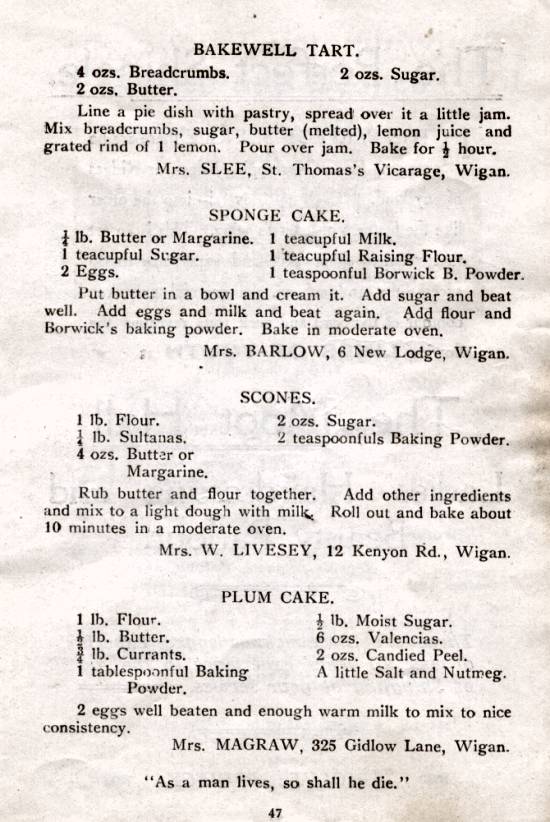 BAKEWELL TART.
4 ozs. Breadcrumbs. 2 ozs. Sugar.
2 ozs. Butter.
Line a pie dish with pastry, spread over it a little jam.
Mix breadcrumbs, sugar, butter (melted), lemon juice and
grated rind of 1 lemon. Pour over jam. Bake for ½ hour.
Mrs. SLEE, St. Thomas's Vicarage, Wigan.
SPONGE CAKE.
¼ lb. Butter or Margarine. 1 teacupful Milk.
1 teacupful Sugar. 1 teacupful Raising Flour.
2 Eggs. 1 teaspoonful Borwick B. Powder.
Put butter in a bowl and cream it. Add sugar and beat
well. Add eggs and milk and beat again. Add flour and
Borwick's baking powder. Bake in moderate oven.
Mrs. BARLOW, 6 New Lodge, Wigan.
SCONES.
1 lb. Flour. 2 ozs. Sugar.
¼ lb. Sultanas. 2 teaspoonfuls Baking Powder.
4 ozs. Butter or
Margarine.
Rub butter and flour together. Add other ingredients
and mix to a light dough with milk. Roll out and bake about
10 minutes in a moderate oven.
Mrs. W. LIVESEY, 12 Kenyon Rd., Wigan.
PLUM CAKE.
1 lb. Flour. ½ lb. Moist Sugar.
½ lb. Butter. 6 ozs. Valencias.
¾ lb. Currants. 2 ozs. Candied Peel.
1 tablespoonful Baking A little Salt and Nutmeg.
Powder.
2 eggs well beaten and enough warm milk to mix to nice
consistency.
Mrs. MAGRAW, 325 Gidlow Lane, Wigan.
"As a man lives, so shall he die."
47